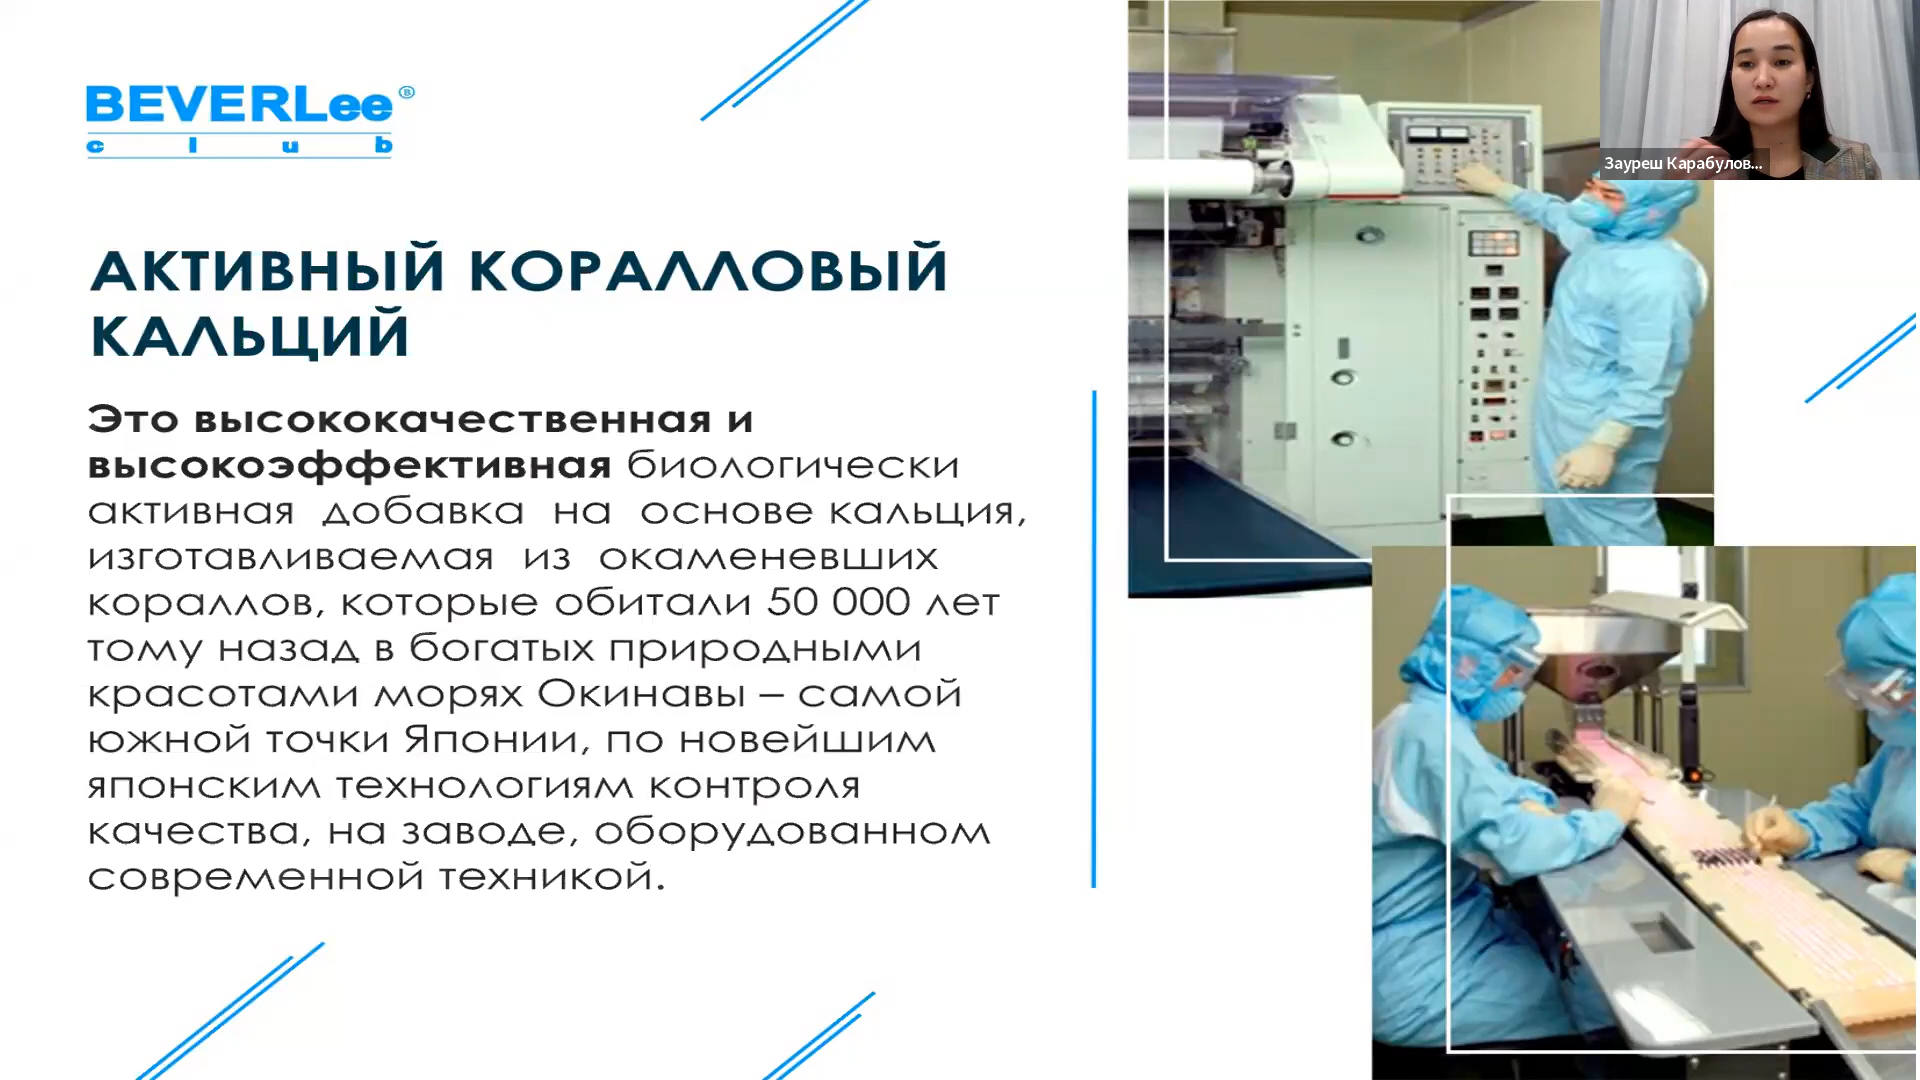 BEVERLee®
club
АКТИВНЫЙ КОРАЛЛОВЫЙ
КАЛЬЦИЙ
Это высококачественная и
высокоэффективная биологически
активная добавка на основе кальция,
изготавливаемая из окаменевших
кораллов, которые обитали 50 000 лет
тому назад в богатых природными
красотами морях Окинавы – самой
южной точки Японии, по новейшим
японским технологиям контроля
качества, на заводе, оборудованном
современной техникой.
Зауреш Карабулов...